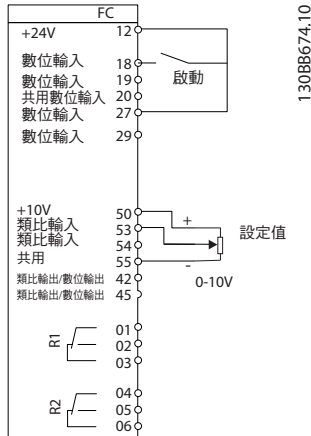 FC
+24V 12
數位輸入 18
數位輸入 19
共用數位輸入 20
數位輸入 27
數位輸入 29
啟動
+10V 50
類比輸入 53
類比輸入 54
共用 55
類比輸出/數位輸出 42
類比輸出/數位輸出 45
+
設定值
-
0-10V
R1
01
02
03
R2
04
05
06
130BB674.10